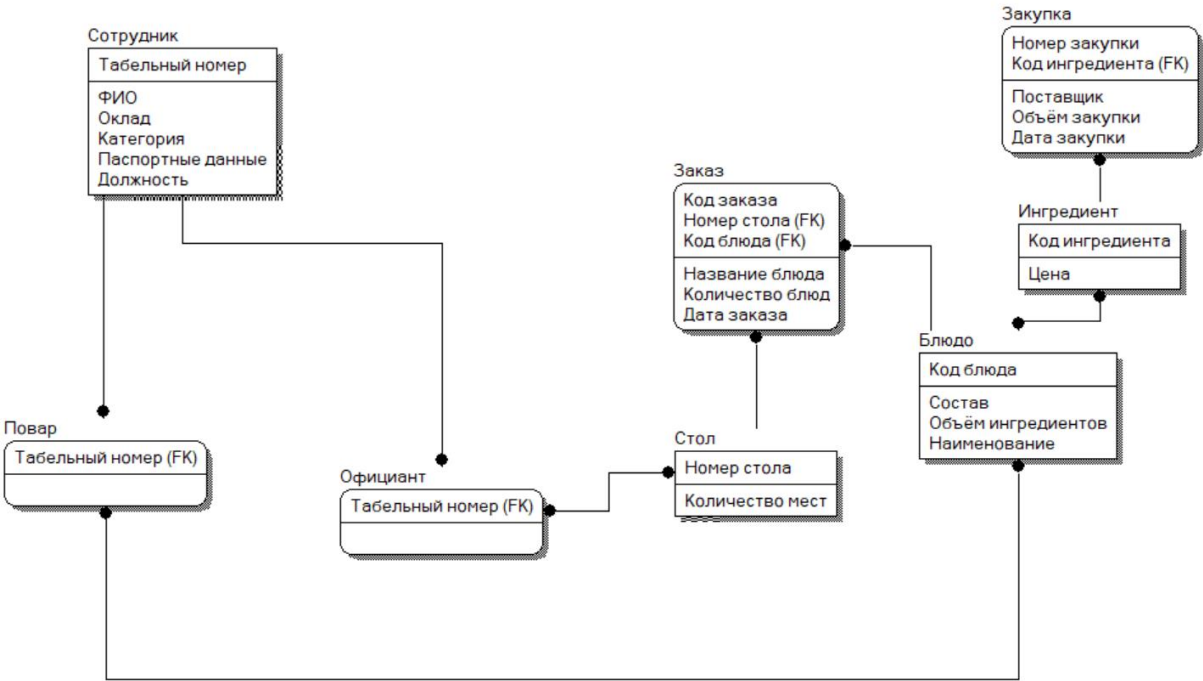 Сотрудник
Табельный номер
ФИО
Оклад
Категория
Паспортные данные
Должность
Закупка
Номер закупки
Код ингредиента (FK)
Поставщик
Объём закупки
Дата закупки
Заказ
Код заказа
Номер стола (FK)
Код блюда (FK)
Название блюда
Количество блюд
Дата заказа
Ингредиент
Код ингредиента
Цена
Блюдо
Код блюда
Состав
Объём ингредиентов
Наименование
Повар
Табельный номер (FK)
Официант
Табельный номер (FK)
Стол
Номер стола
Количество мест